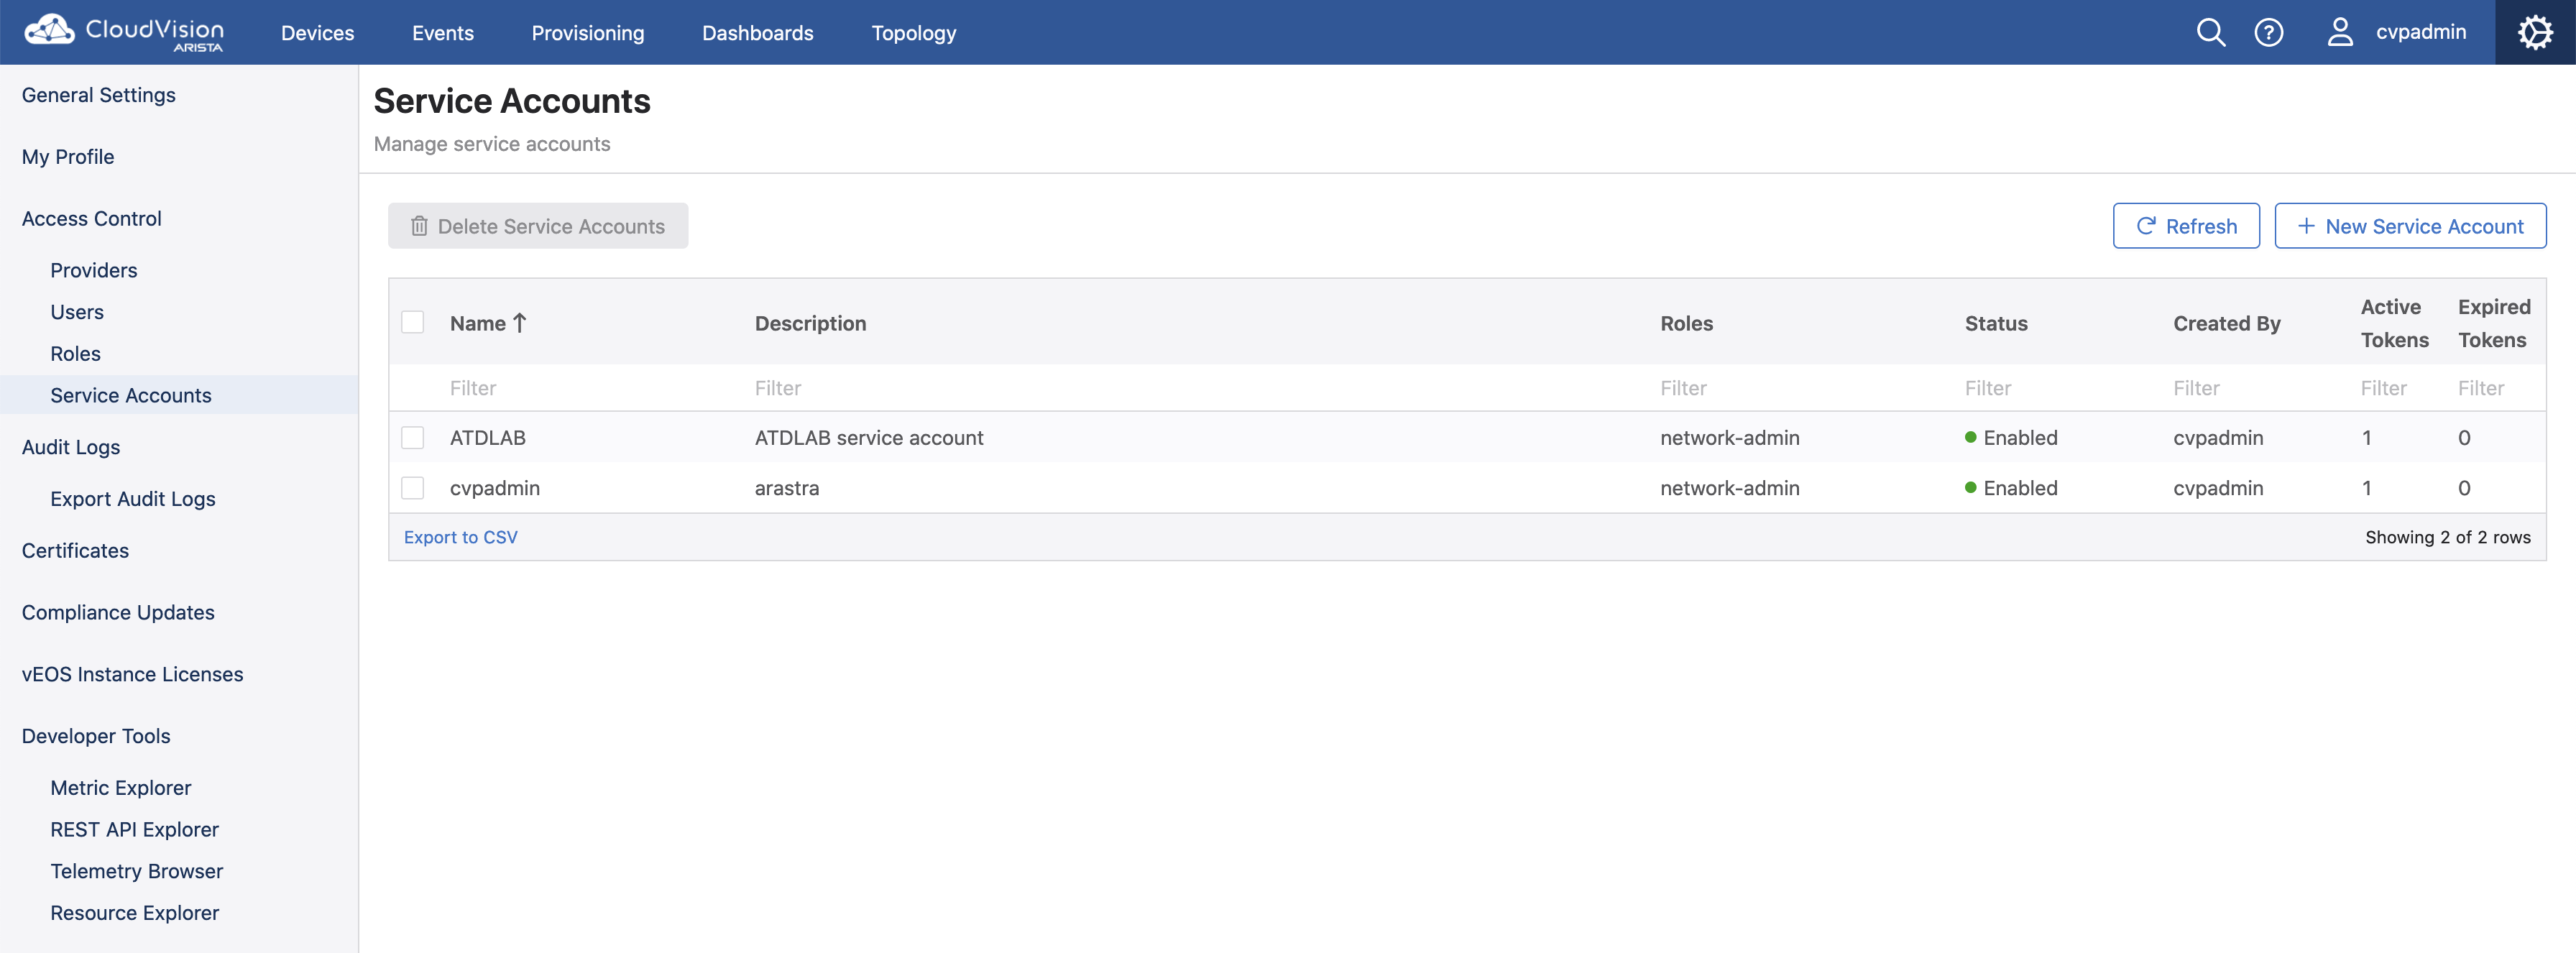 CloudVision
ARISTA
Devices
Events
Provisioning
Dashboards
Topology
cvpadmin
General Settings
My Profile
Access Control
Providers
Users
Roles
Service Accounts
Audit Logs
Export Audit Logs
Certificates
Compliance Updates
vEOS Instance Licenses
Developer Tools
Metric Explorer
REST API Explorer
Telemetry Browser
Resource Explorer
Service Accounts
Manage service accounts
Delete Service Accounts
Refresh
+ New Service Account
Name ↑ Description Roles Status Created By Active Tokens Expired Tokens
Filter Filter Filter Filter Filter Filter Filter
ATDLAB ATDLAB service account network-admin Enabled cvpadmin 1 0
cvpadmin arastra network-admin Enabled cvpadmin 1 0
Export to CSV Showing 2 of 2 rows